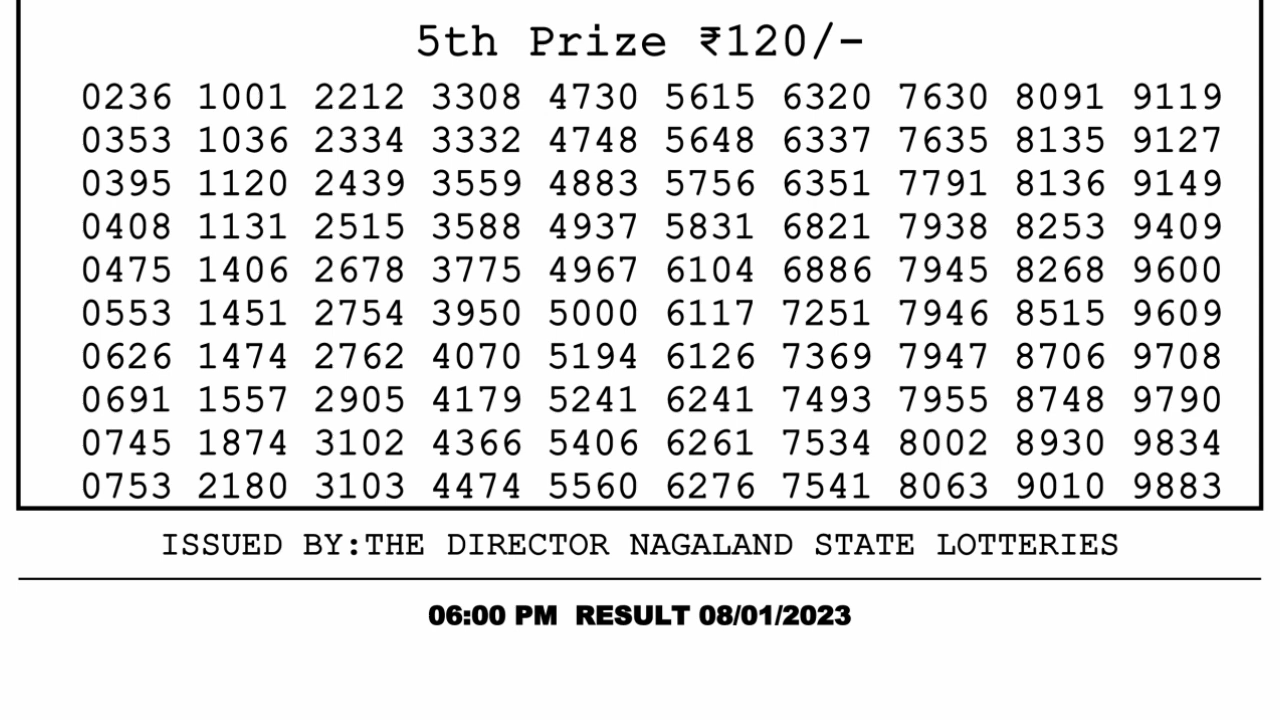 5th Prize ₹120/-
0236 1001 2212 3308 4730 5615 6320 7630 8091 9119
0353 1036 2334 3332 4748 5648 6337 7635 8135 9127
0395 1120 2439 3559 4883 5756 6351 7791 8136 9149
0408 1131 2515 3588 4937 5831 6821 7938 8253 9409
0475 1406 2678 3775 4967 6104 6886 7945 8268 9600
0553 1451 2754 3950 5000 6117 7251 7946 8515 9609
0626 1474 2762 4070 5194 6126 7369 7947 8706 9708
0691 1557 2905 4179 5241 6241 7493 7955 8748 9790
0745 1874 3102 4366 5406 6261 7534 8002 8930 9834
0753 2180 3103 4474 5560 6276 7541 8063 9010 9883
ISSUED BY:THE DIRECTOR NAGALAND STATE LOTTERIES
06:00 PM RESULT 08/01/2023